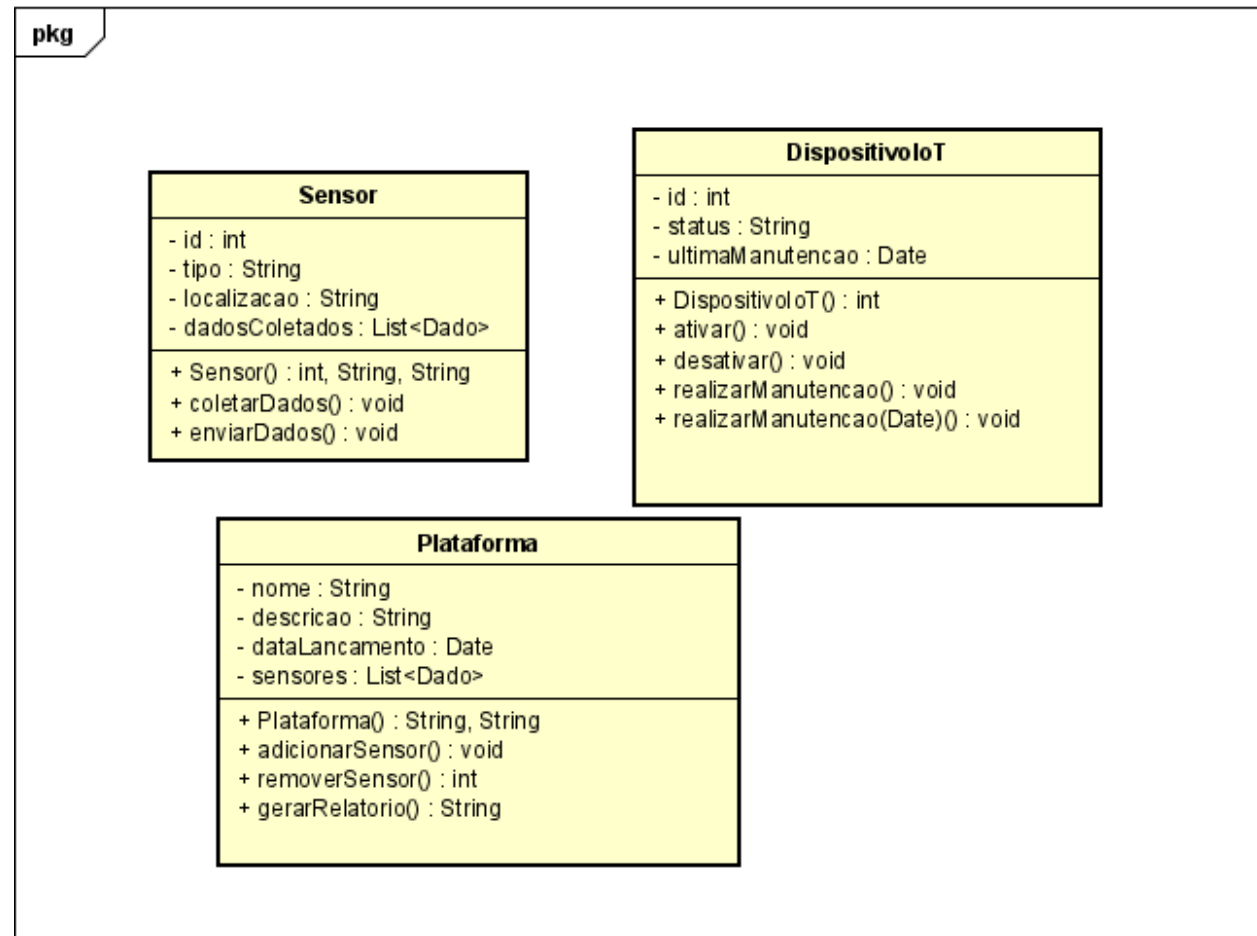 pkg
Sensor
- id : int
- tipo : String
- localizacao : String
- dadosColetados : List<Dado>
+ Sensor() : int, String, String
+ coletarDados() : void
+ enviarDados() : void
DispositivoIoT
- id : int
- status : String
- ultimaManutencao : Date
+ DispositivoIoT() : int
+ ativar() : void
+ desativar() : void
+ realizarManutencao() : void
+ realizarManutencao(Date)() : void
Plataforma
- nome : String
- descricao : String
- dataLancamento : Date
- sensores : List<Dado>
+ Plataforma() : String, String
+ adicionarSensor() : void
+ removerSensor() : int
+ gerarRelatorio() : String